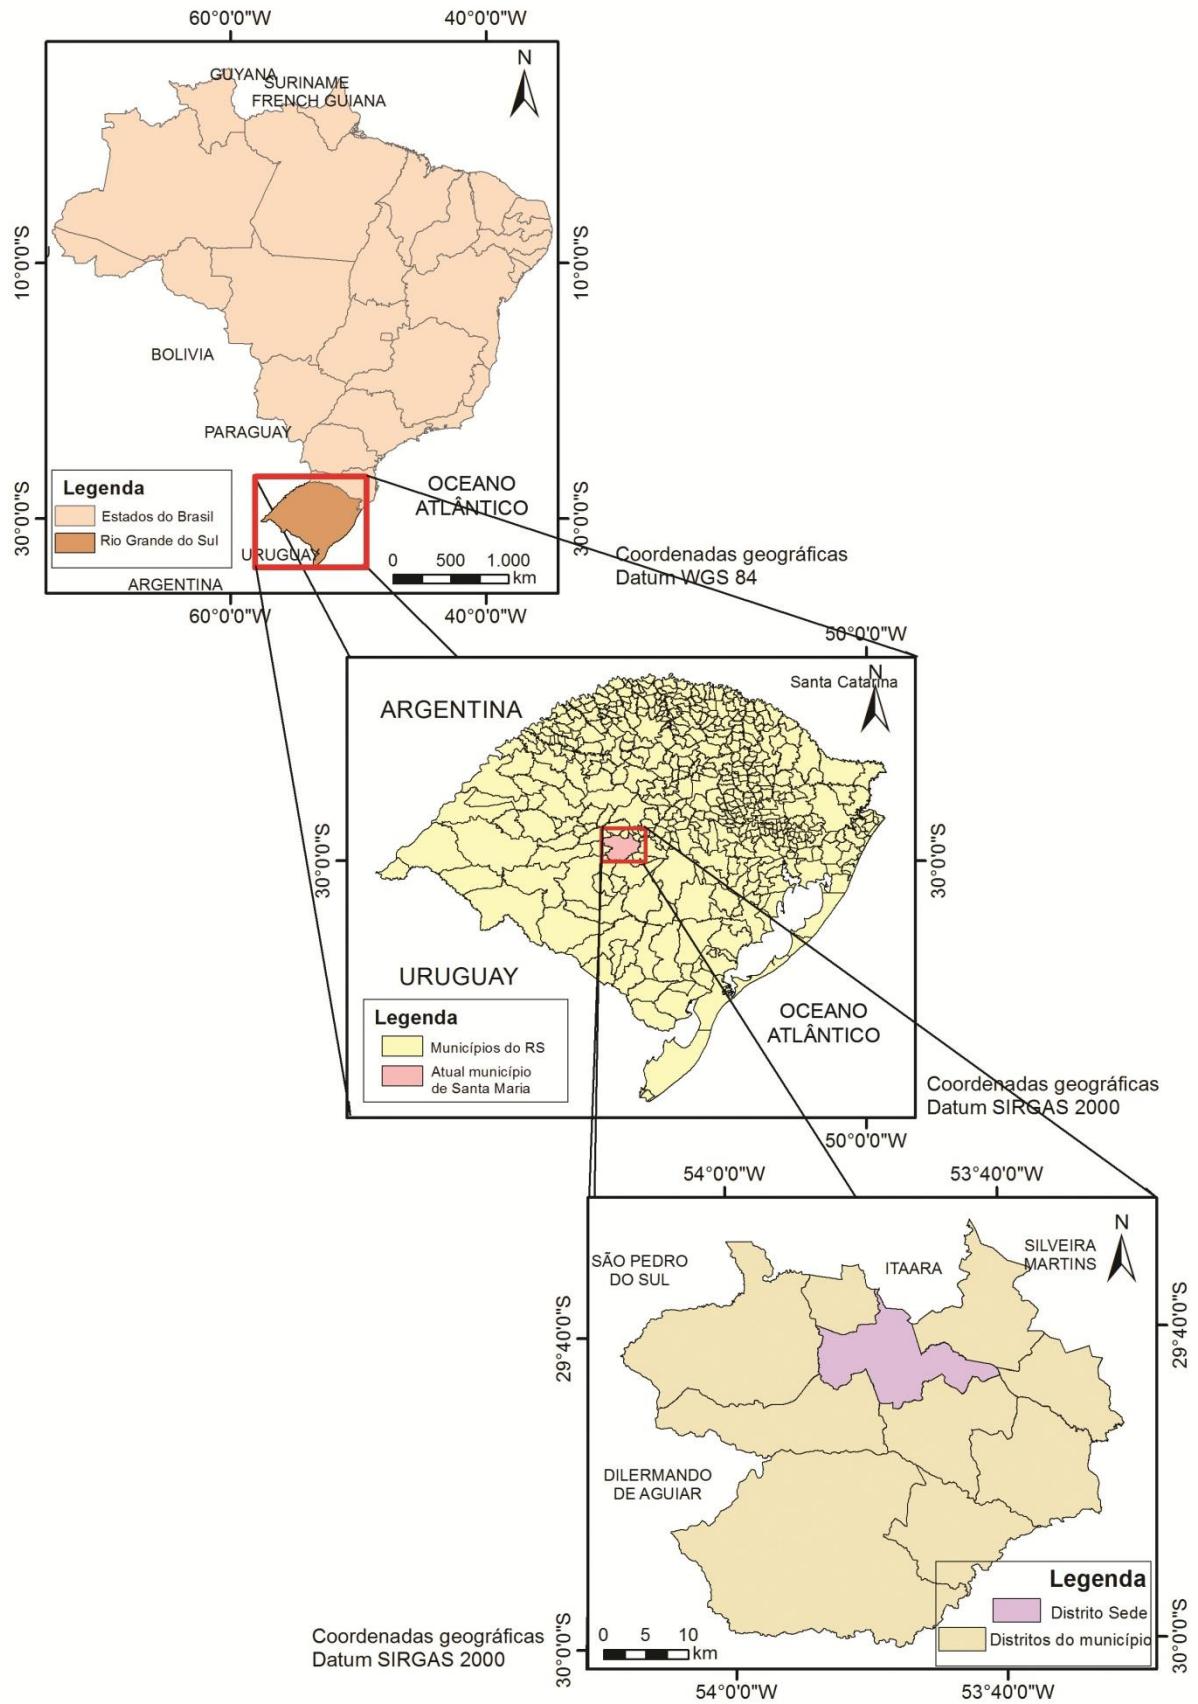 60°0'0"W
40°0'0"W
N
GUYANA
SURINAME
FRENCH GUIANA
10°0'0"S
10°0'0"S
BOLIVIA
PARAGUAY
Legenda
Estados do Brasil
Rio Grande do Sul
OCEANO
ATLÂNTICO
30°0'0"S
30°0'0"S
URUGUAY
0 500 1.000
km
ARGENTINA
60°0'0"W
40°0'0"W
Coordenadas geográficas
Datum WGS 84
50°0'0"W
N
Santa Catarina
ARGENTINA
30°0'0"S
30°0'0"S
URUGUAY
Legenda
Municípios do RS
Atual município
de Santa Maria
OCEANO
ATLÂNTICO
Coordenadas geográficas
Datum SIRGAS 2000
50°0'0"W
54°0'0"W
53°40'0"W
N
SÃO PEDRO
DO SUL
ITAARA
SILVEIRA
MARTINS
29°40'0"S
29°40'0"S
DILERMANDO
DE AGUIAR
Legenda
Distrito Sede
Distritos do município
0 5 10
km
30°0'0"S
30°0'0"S
Coordenadas geográficas
Datum SIRGAS 2000
54°0'0"W
53°40'0"W